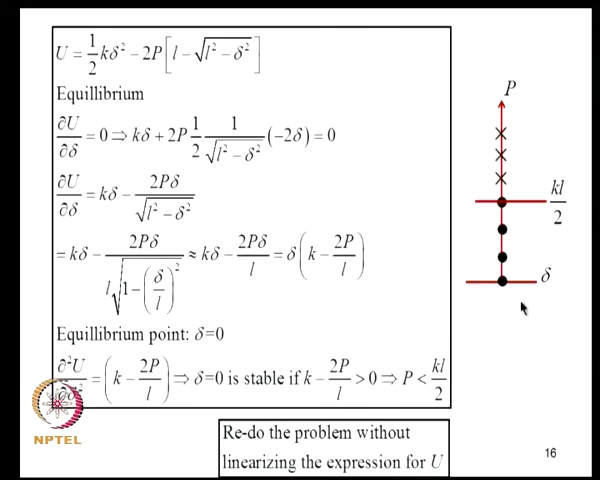 U = 1/2 kδ² − 2P[l − √(l² − δ²)]
Equillibrium
∂U/∂δ = 0 ⇒ kδ + 2P 1/2 1/√(l² − δ²) (−2δ) = 0
∂U/∂δ = kδ − 2Pδ/√(l² − δ²)
= kδ − 2Pδ/(l√(1 − (δ/l)²)) ≈ kδ − 2Pδ/l = δ(k − 2P/l)
Equillibrium point: δ=0
∂²U/∂δ² = (k − 2P/l) ⇒ δ=0 is stable if k − 2P/l > 0 ⇒ P < kl/2
P
kl/2
δ
NPTEL
Re-do the problem without
linearizing the expression for U
16